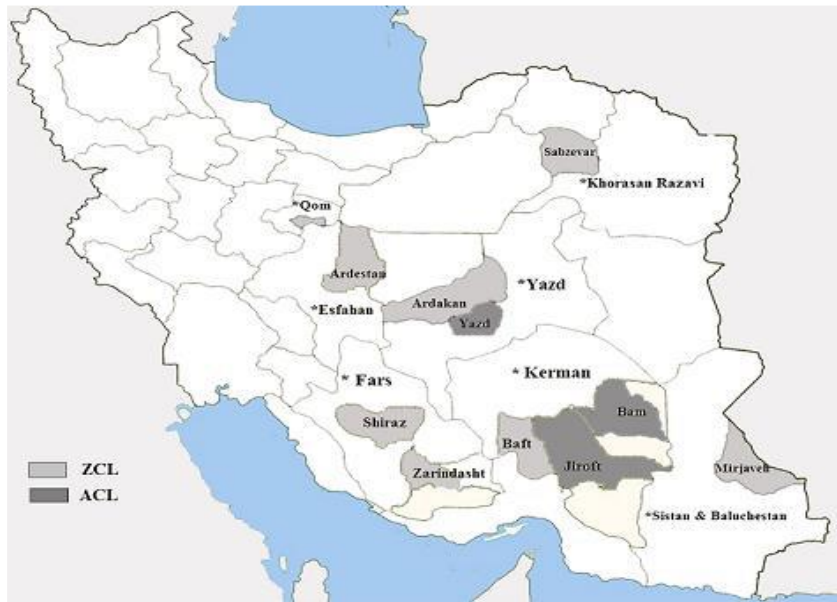 Sabzevar
*Khorasan Razavi
*Qom
Ardestan
Ardakan
*Yazd
*Esfahan
Yazd
* Fars
* Kerman
Shiraz
Bam
Baft
Zarindasht
Jiroft
Mirjaveh
ZCL
ACL
*Sistan & Baluchestan